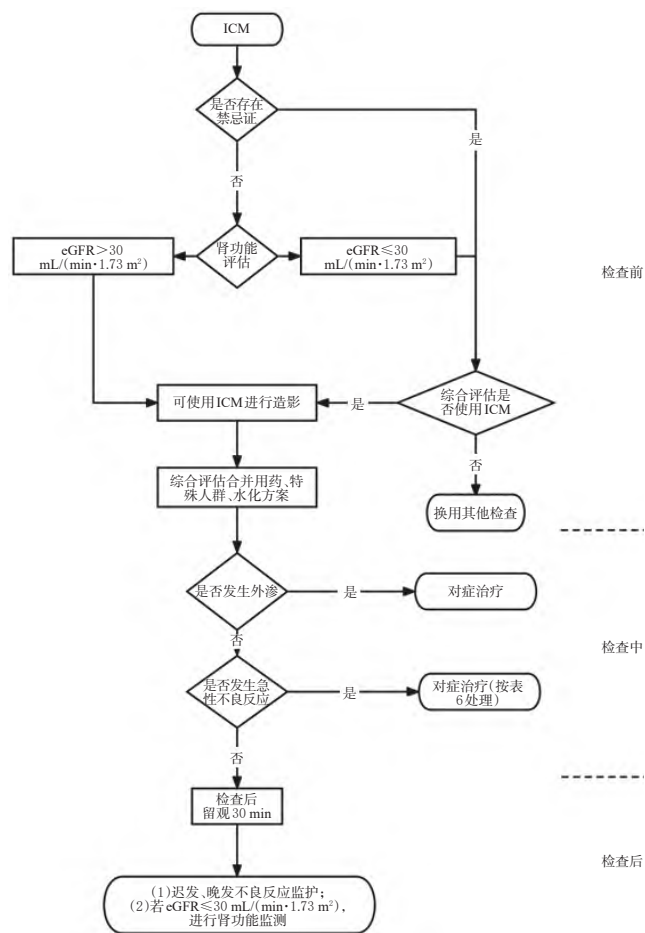 ICM
是否存在
禁忌证
是
否
eGFR>30
mL/(min·1.73 m²)
肾功能
评估
eGFR≤30
mL/(min·1.73 m²)
检查前
可使用ICM进行造影
是
综合评估是
否使用ICM
否
综合评估合并用药、特
殊人群、水化方案
换用其他检查
是否发生外渗
是
对症治疗
否
检查中
是否发生急
性不良反应
是
对症治疗(按表
6处理)
否
检查后
留观30 min
检查后
(1)迟发、晚发不良反应监护;
(2)若eGFR≤30 mL/(min·1.73 m²),
进行肾功能监测